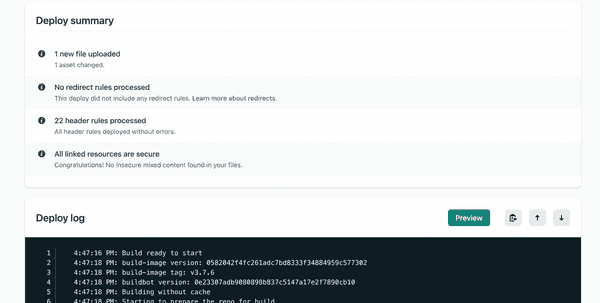 Deploy summary
1 new file uploaded
1 asset changed.
No redirect rules processed
This deploy did not include any redirect rules. Learn more about redirects.
22 header rules processed
All header rules deployed without errors.
All linked resources are secure
Congratulations! No insecure mixed content found in your files.
Deploy log
Preview
1 4:47:16 PM: Build ready to start
2 4:47:18 PM: build-image version: 0582042f4fc261adc7bd8333f34884959c577302
3 4:47:18 PM: build-image tag: v3.7.6
4 4:47:18 PM: buildbot version: 0e23307adb9080898b837c5147a17e2f7890cb10
5 4:47:18 PM: Building without cache
6 4:47:18 PM: Starting to prepare the repo for build